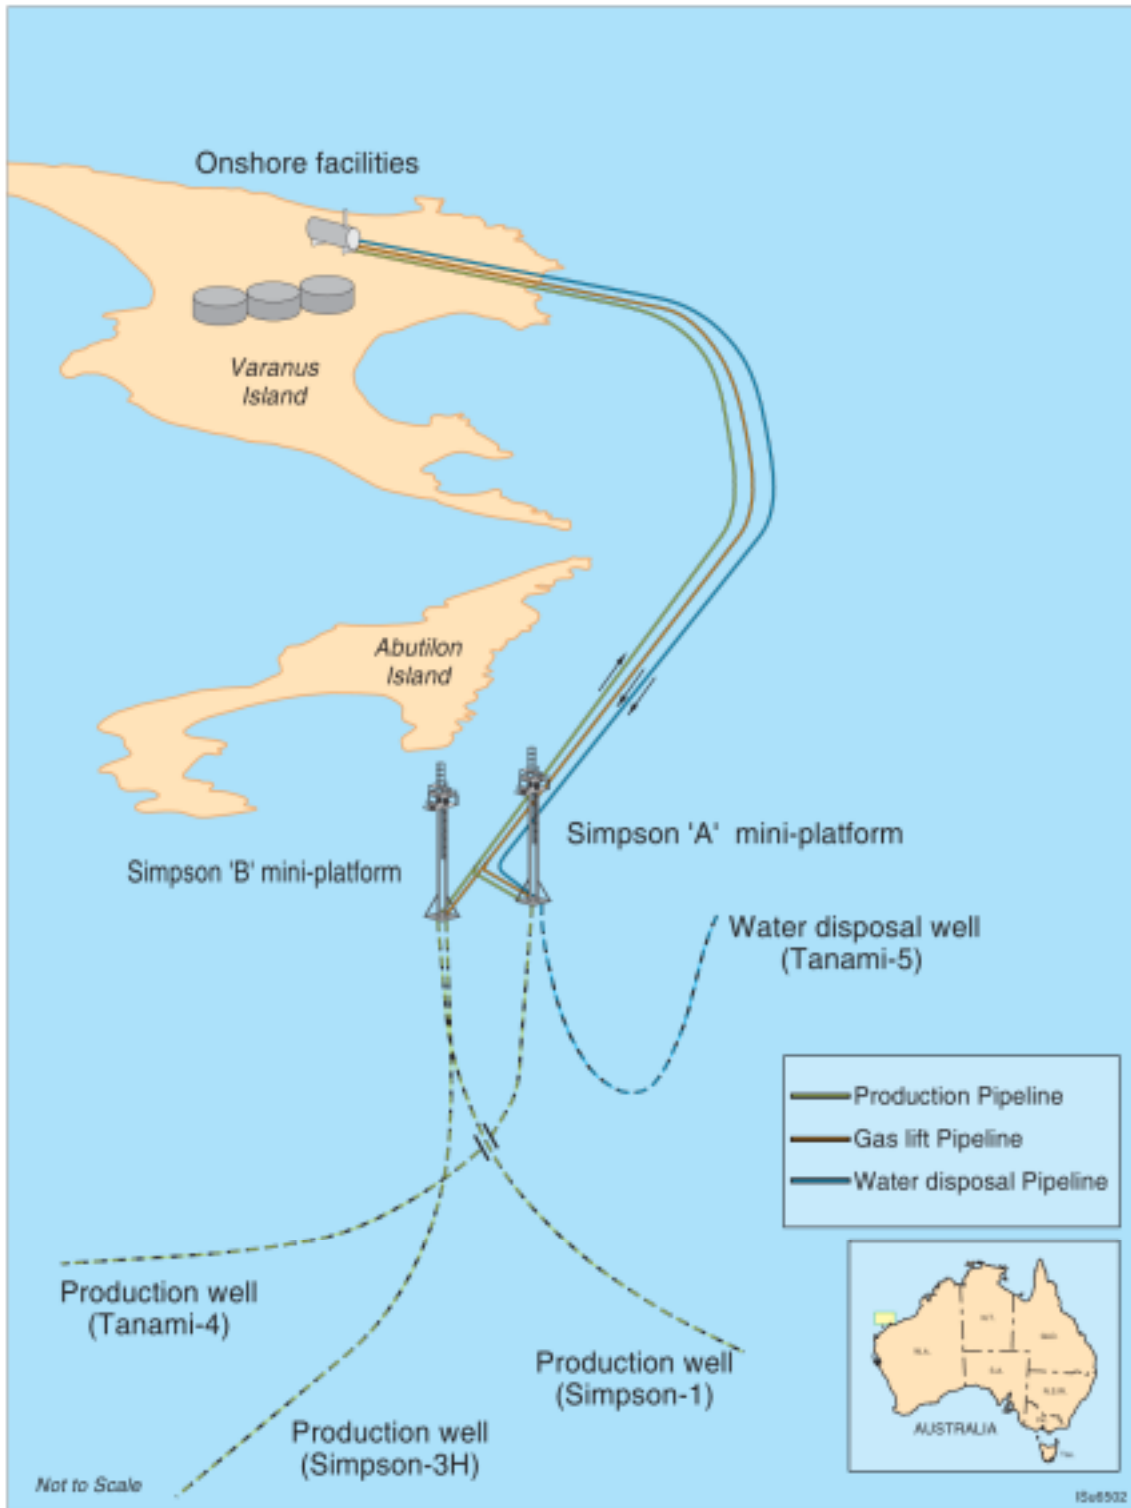 Onshore facilities
Varanus
Island
Abutilon
Island
Simpson 'A' mini-platform
Simpson 'B' mini-platform
Water disposal well
(Tanami-5)
Production Pipeline
Gas lift Pipeline
Water disposal Pipeline
Production well
(Tanami-4)
Production well
(Simpson-1)
Production well
(Simpson-3H)
N.T.
W.A.
S.A.
N.S.W.
AUSTRALIA
Not to Scale